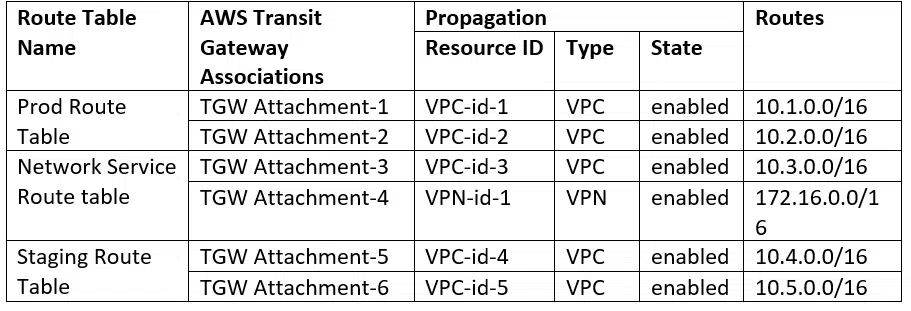 Route Table Name AWS Transit Gateway Associations Propagation Routes
Resource ID Type State
Prod Route Table TGW Attachment-1 VPC-id-1 VPC enabled 10.1.0.0/16
TGW Attachment-2 VPC-id-2 VPC enabled 10.2.0.0/16
Network Service Route table TGW Attachment-3 VPC-id-3 VPC enabled 10.3.0.0/16
TGW Attachment-4 VPN-id-1 VPN enabled 172.16.0.0/16
Staging Route Table TGW Attachment-5 VPC-id-4 VPC enabled 10.4.0.0/16
TGW Attachment-6 VPC-id-5 VPC enabled 10.5.0.0/16